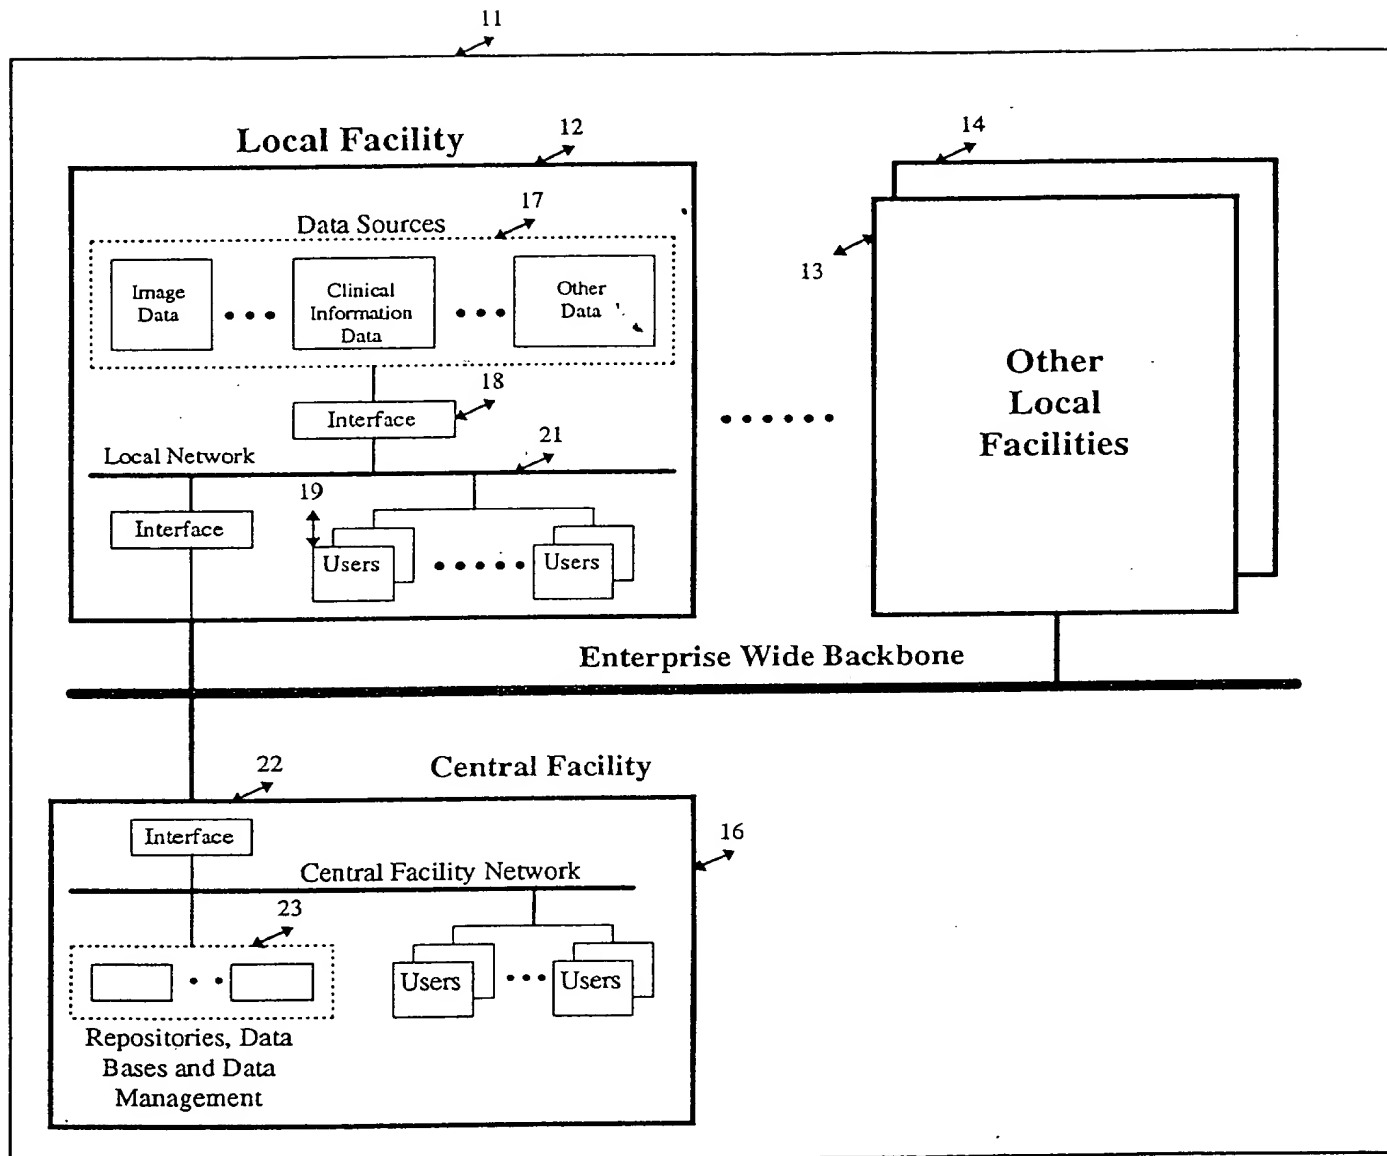 11
Local Facility
12
14
17
Data Sources
13
Image
Data
Clinical
Information
Data
Other
Data
Other
Local
Facilities
18
Interface
Local Network
21
19
Interface
Users
Users
Enterprise Wide Backbone
22
Central Facility
Interface
16
Central Facility Network
23
Users
Users
Repositories, Data
Bases and Data
Management